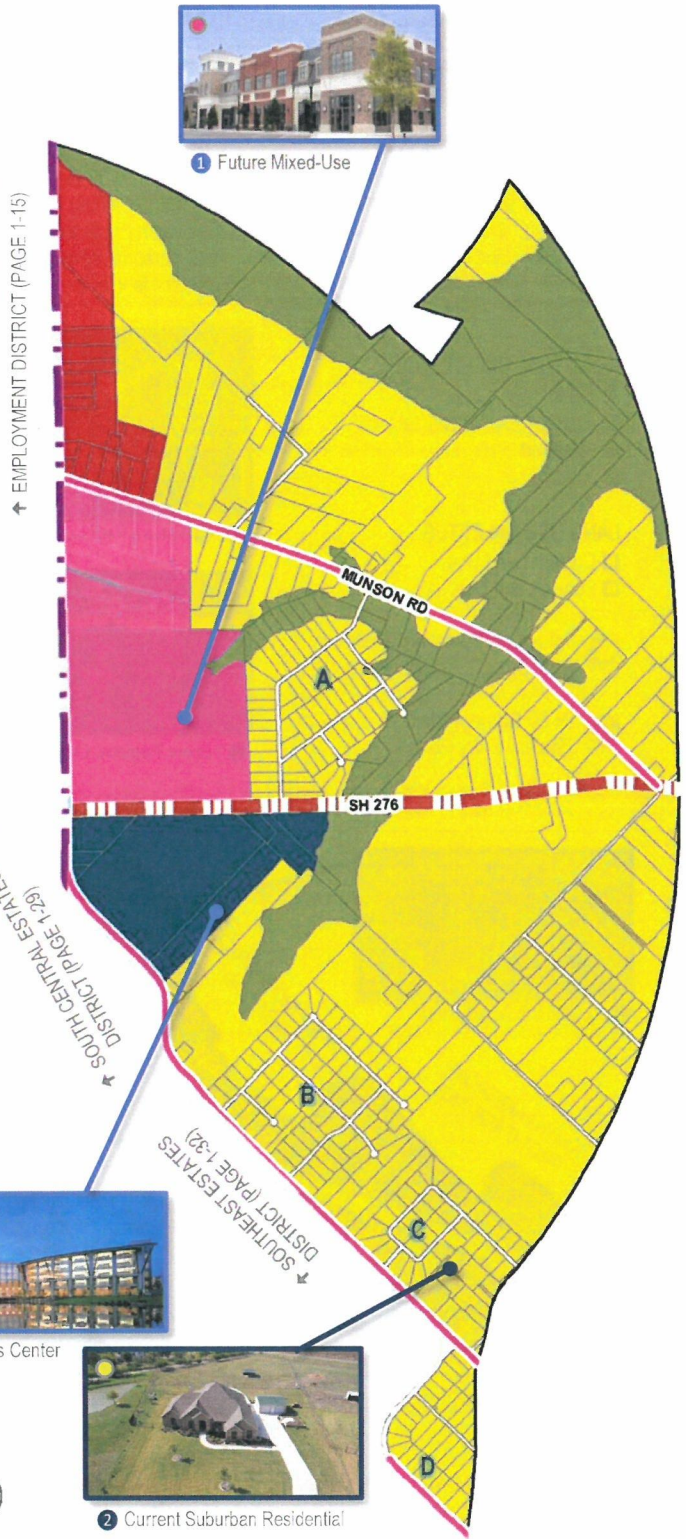 1 Future Mixed-Use
EMPLOYMENT DISTRICT (PAGE 1-15)
MUNSON RD
A
SH 276
SOUTH CENTRAL ESTATES
DISTRICT (PAGE 1-29)
B
SOUTHEAST ESTATES
DISTRICT (PAGE 1-32)
C
Center
D
2 Current Suburban Residential